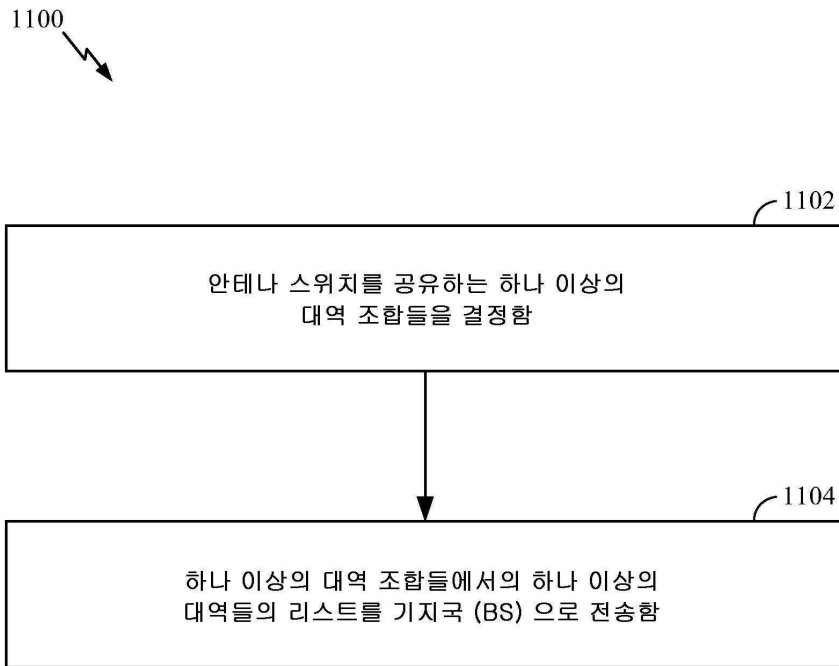 1100
1102
안테나 스위치를 공유하는 하나 이상의
대역 조합들을 결정함
1104
하나 이상의 대역 조합들에서의 하나 이상의
대역들의 리스트를 기지국 (BS) 으로 전송함